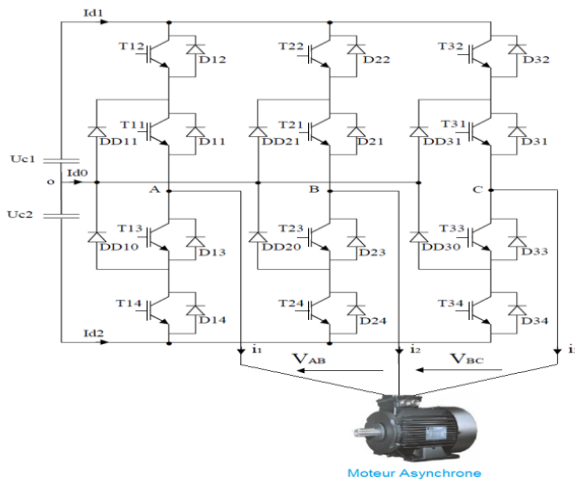 Id1
T12 D12 T22 D22 T32 D32
T11 D11 T21 D21 T31 D31
DD11 DD21 DD31
Uc1
Id0
o A B C
Uc2
T13 T23 T33
DD10 D13 DD20 D23 DD30 D33
T14 D14 T24 D24 T34 D34
Id2
i1 VAB i2 VBC
Moteur Asynchrone